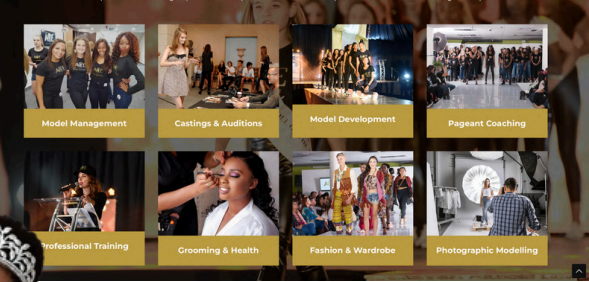 Model Management
Castings & Auditions
Model Development
Pageant Coaching
Professional Training
Grooming & Health
Fashion & Wardrobe
Photographic Modelling